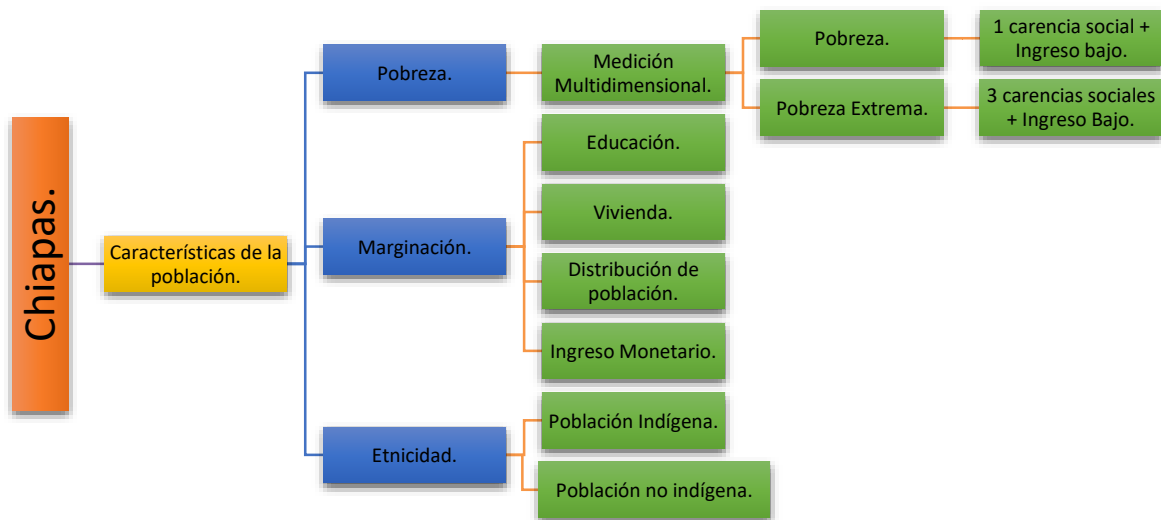 Chiapas.
Características de la
población.
Pobreza.
Medición
Multidimensional.
Pobreza.
1 carencia social +
Ingreso bajo.
Pobreza Extrema.
3 carencias sociales
+ Ingreso Bajo.
Marginación.
Educación.
Vivienda.
Distribución de
población.
Ingreso Monetario.
Etnicidad.
Población Indígena.
Población no indígena.